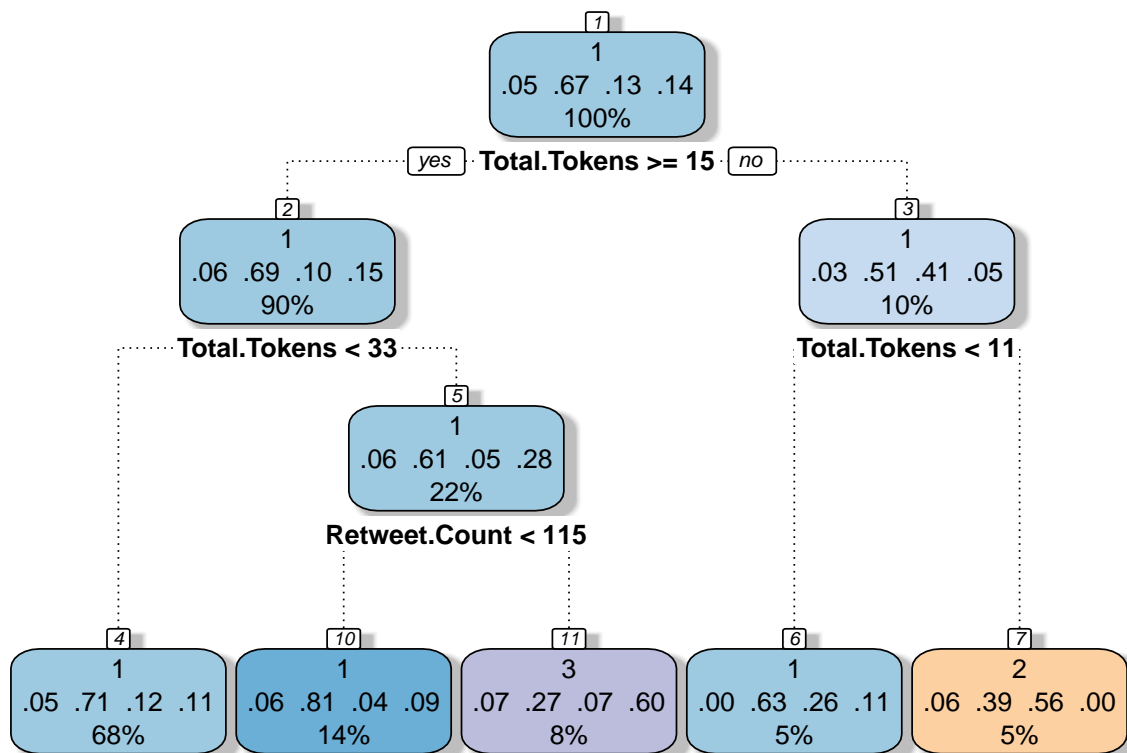 1
1
.05 .67 .13 .14
100%
yes Total.Tokens >= 15 no
2
1
.06 .69 .10 .15
90%
3
1
.03 .51 .41 .05
10%
Total.Tokens < 33
Total.Tokens < 11
5
1
.06 .61 .05 .28
22%
Retweet.Count < 115
4
1
.05 .71 .12 .11
68%
10
1
.06 .81 .04 .09
14%
11
3
.07 .27 .07 .60
8%
6
1
.00 .63 .26 .11
5%
7
2
.06 .39 .56 .00
5%